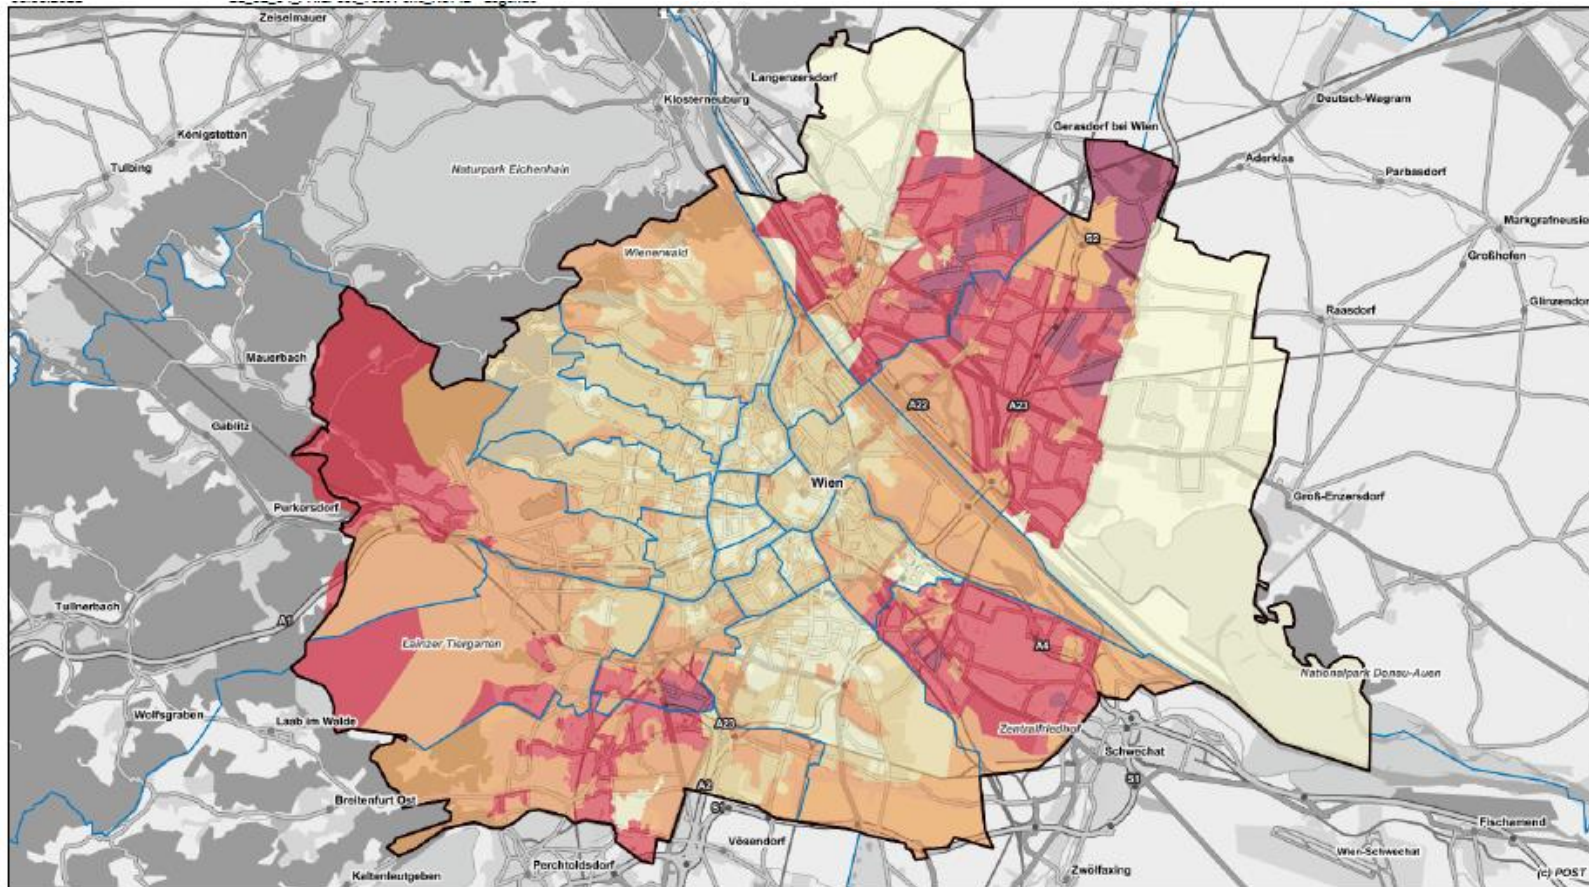 Zeiselmauer
Langenzersdorf
Klosterneuburg
Deutsch-Wagram
Königstetten
Gerasdorf bei Wien
Aderklaa
Tulbing
Naturpark Eichenhain
Parbasdorf
Markgrafneusie
S2
Wienerwald
Großhofen
Raasdorf
Glinzendor
Mauerbach
A22
A23
Gablitz
Wien
Groß-Enzersdorf
Purkersdorf
Tullnerbach
A1
Lainzer Tiergarten
A4
Nationalpark Donau-Auen
Wolfsgraben
Laab im Walde
A23
Zentralfriedhof
Schwechat
A2
S1
Breitenfurt Ost
S1
Vösendorf
Fischamend
Wien-Schwechat
Perchtoldsdorf
Kaltenleutgeben
Zwölfaxing
(c) POST